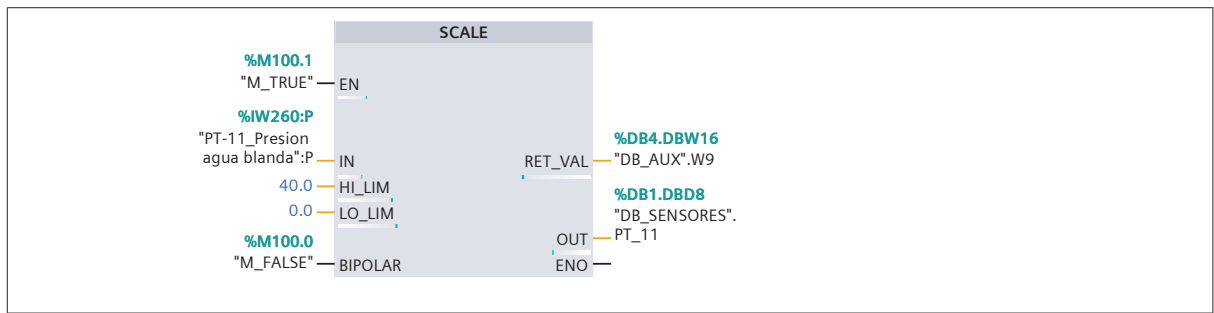 SCALE
%M100.1
"M_TRUE"
EN
%IW260:P
"PT-11_Presion
agua blanda":P
IN
40.0
HI_LIM
0.0
LO_LIM
%M100.0
"M_FALSE"
BIPOLAR
%DB4.DBW16
RET_VAL
"DB_AUX".W9
%DB1.DBD8
"DB_SENSORES".
OUT
PT_11
ENO